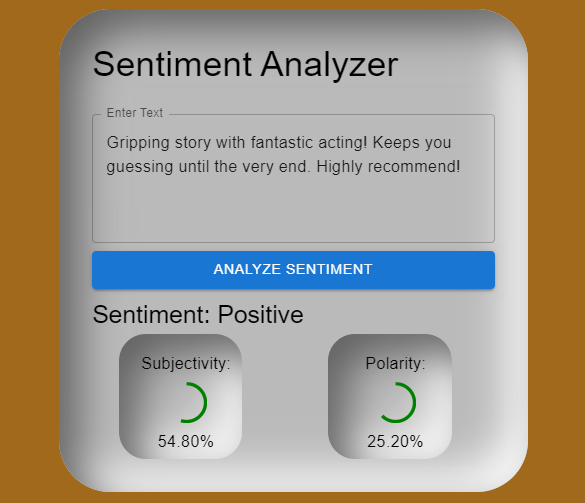 Sentiment Analyzer
Enter Text
Gripping story with fantastic acting! Keeps you
guessing until the very end. Highly recommend!
ANALYZE SENTIMENT
Sentiment: Positive
Subjectivity:
54.80%
Polarity:
25.20%